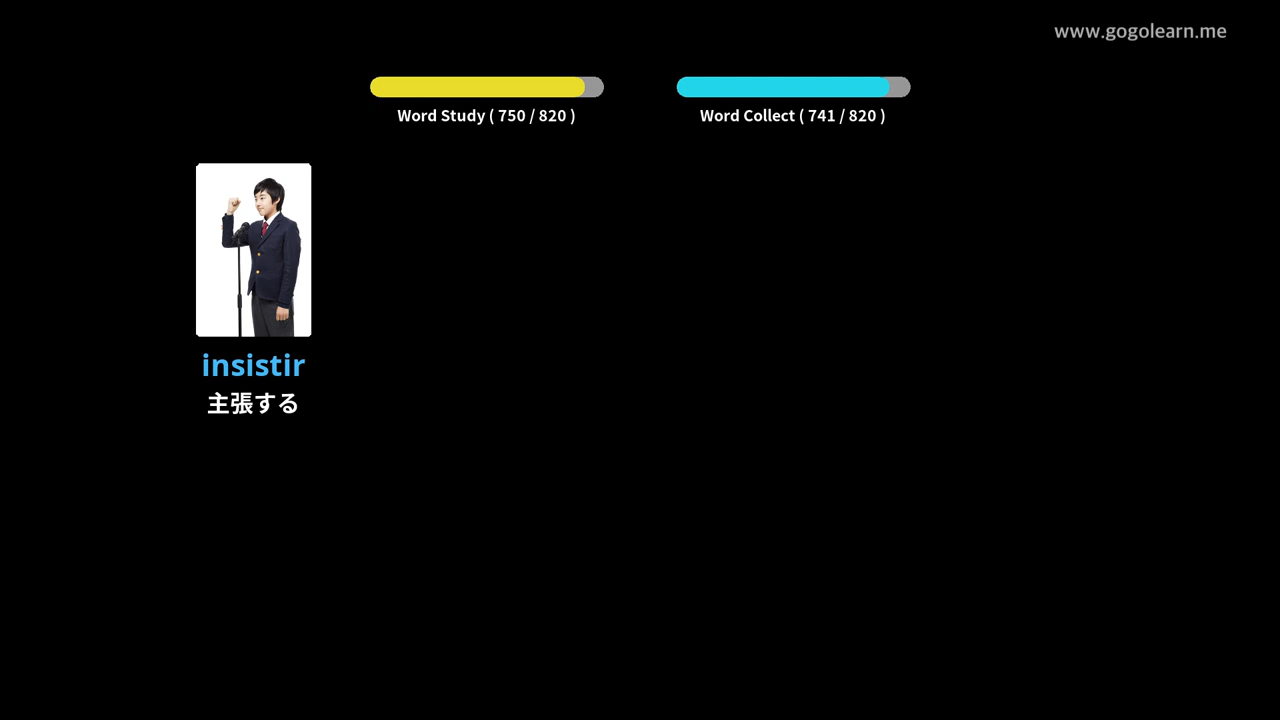 www.gogolearn.me
Word Study ( 750 / 820 )
Word Collect ( 741 / 820 )
insistir
主張する